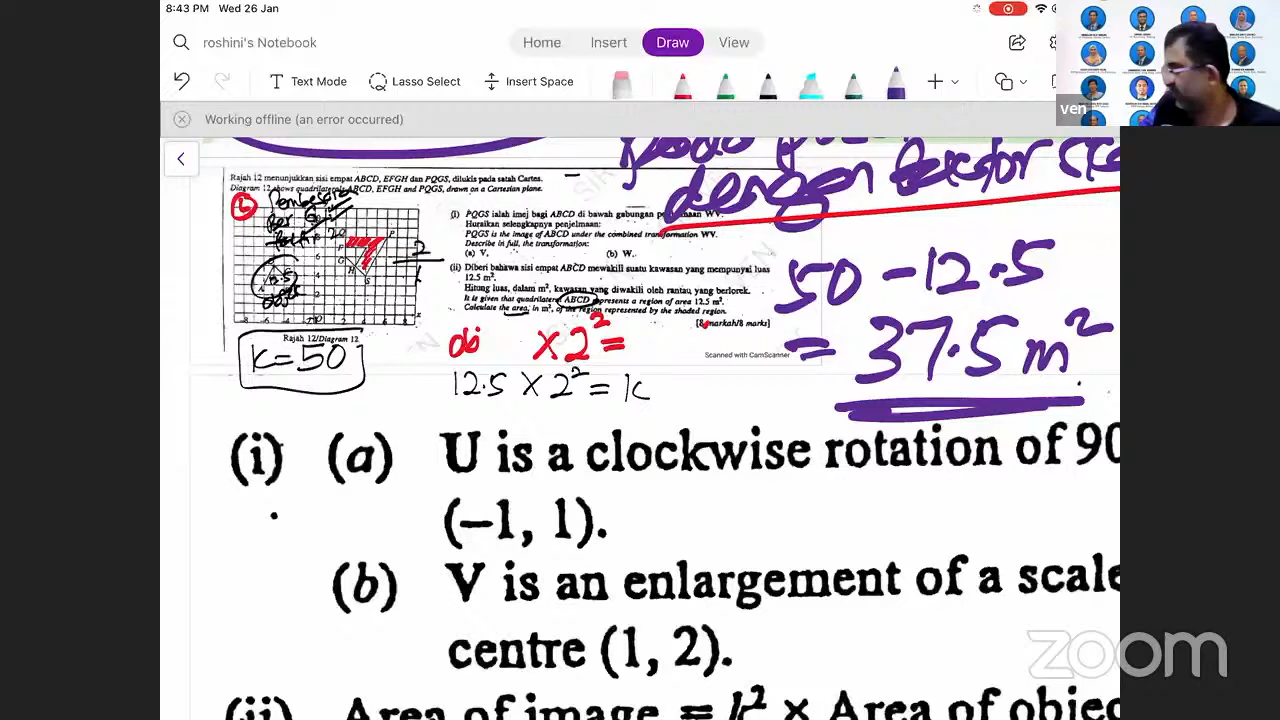 8:43 PM Wed 26 Jan
roshini's Notebook
Home Insert Draw View
Text Mode Lasso Insert Space
Working offline (an error occurred)
ven
dengan faktor
Rajah 12 menunjukkan sisi empat ABCD, EFGH dan PQGS, dilukis pada satah Cartes.
Diagram 12 shows quadrilaterals ABCD, EFGH and PQGS, drawn on a Cartesian plane.
(i) PQGS ialah imej bagi ABCD di bawah gabungan WV.
Huraikan selengkapnya penjelmaan:
PQGS is the image of ABCD under the combined transformation WV.
Describe in full, the transformation:
(a) V, (b) W.
(ii) Diberi bahawa sisi empat ABCD mewakili suatu kawasan yang mempunyai luas
12.5 m².
Hitung luas, dalam m², kawasan yang diwakili oleh rantau yang berlorek.
It is given that quadrilateral ABCD represents a region of area 12.5 m².
Calculate the area, in m², of the region represented by the shaded region.
[8 markah/8 marks]
Rajah 12/Diagram 12
Scanned with CamScanner
50 - 12.5
= 37.5 m²
K = 50
× 2² =
12.5 × 2² = K
(i) (a) U is a clockwise rotation of 90
(–1, 1).
(b) V is an enlargement of a scale
centre (1, 2).
(ii) Area of image = k² × Area of objec
zoom